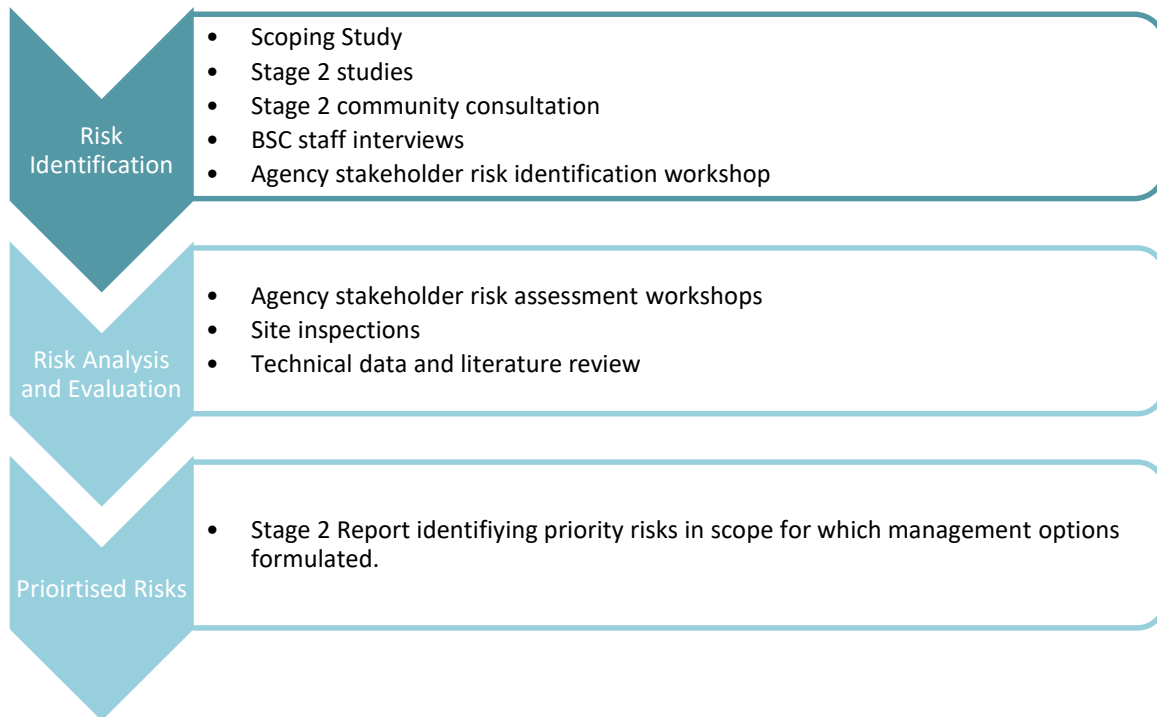 Risk
Identification
• Scoping Study
• Stage 2 studies
• Stage 2 community consultation
• BSC staff interviews
• Agency stakeholder risk identification workshop
Risk Analysis
and Evaluation
• Agency stakeholder risk assessment workshops
• Site inspections
• Technical data and literature review
Prioirtised Risks
• Stage 2 Report identifiying priority risks in scope for which management options
formulated.